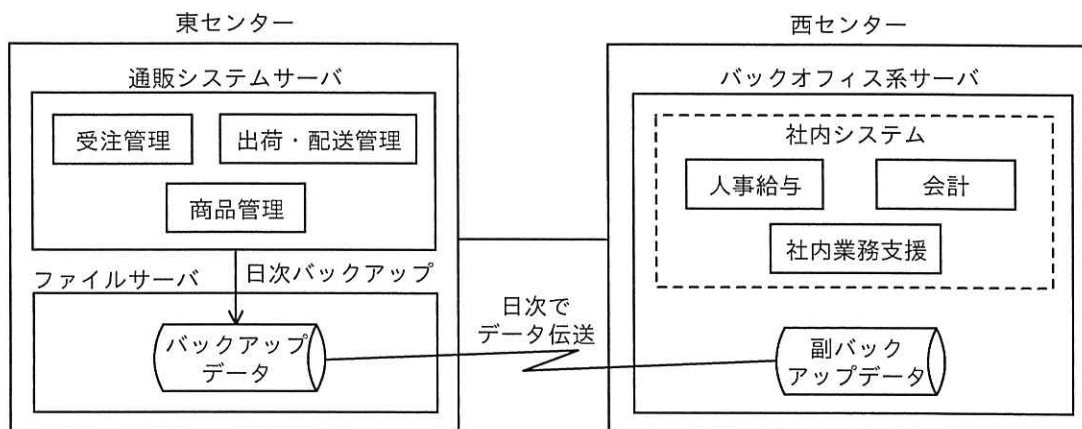 東センター
通販システムサーバ
受注管理
出荷・配送管理
商品管理
日次バックアップ
ファイルサーバ
バックアップ
データ
日次で
データ伝送
西センター
バックオフィス系サーバ
社内システム
人事給与
会計
社内業務支援
副バック
アップデータ